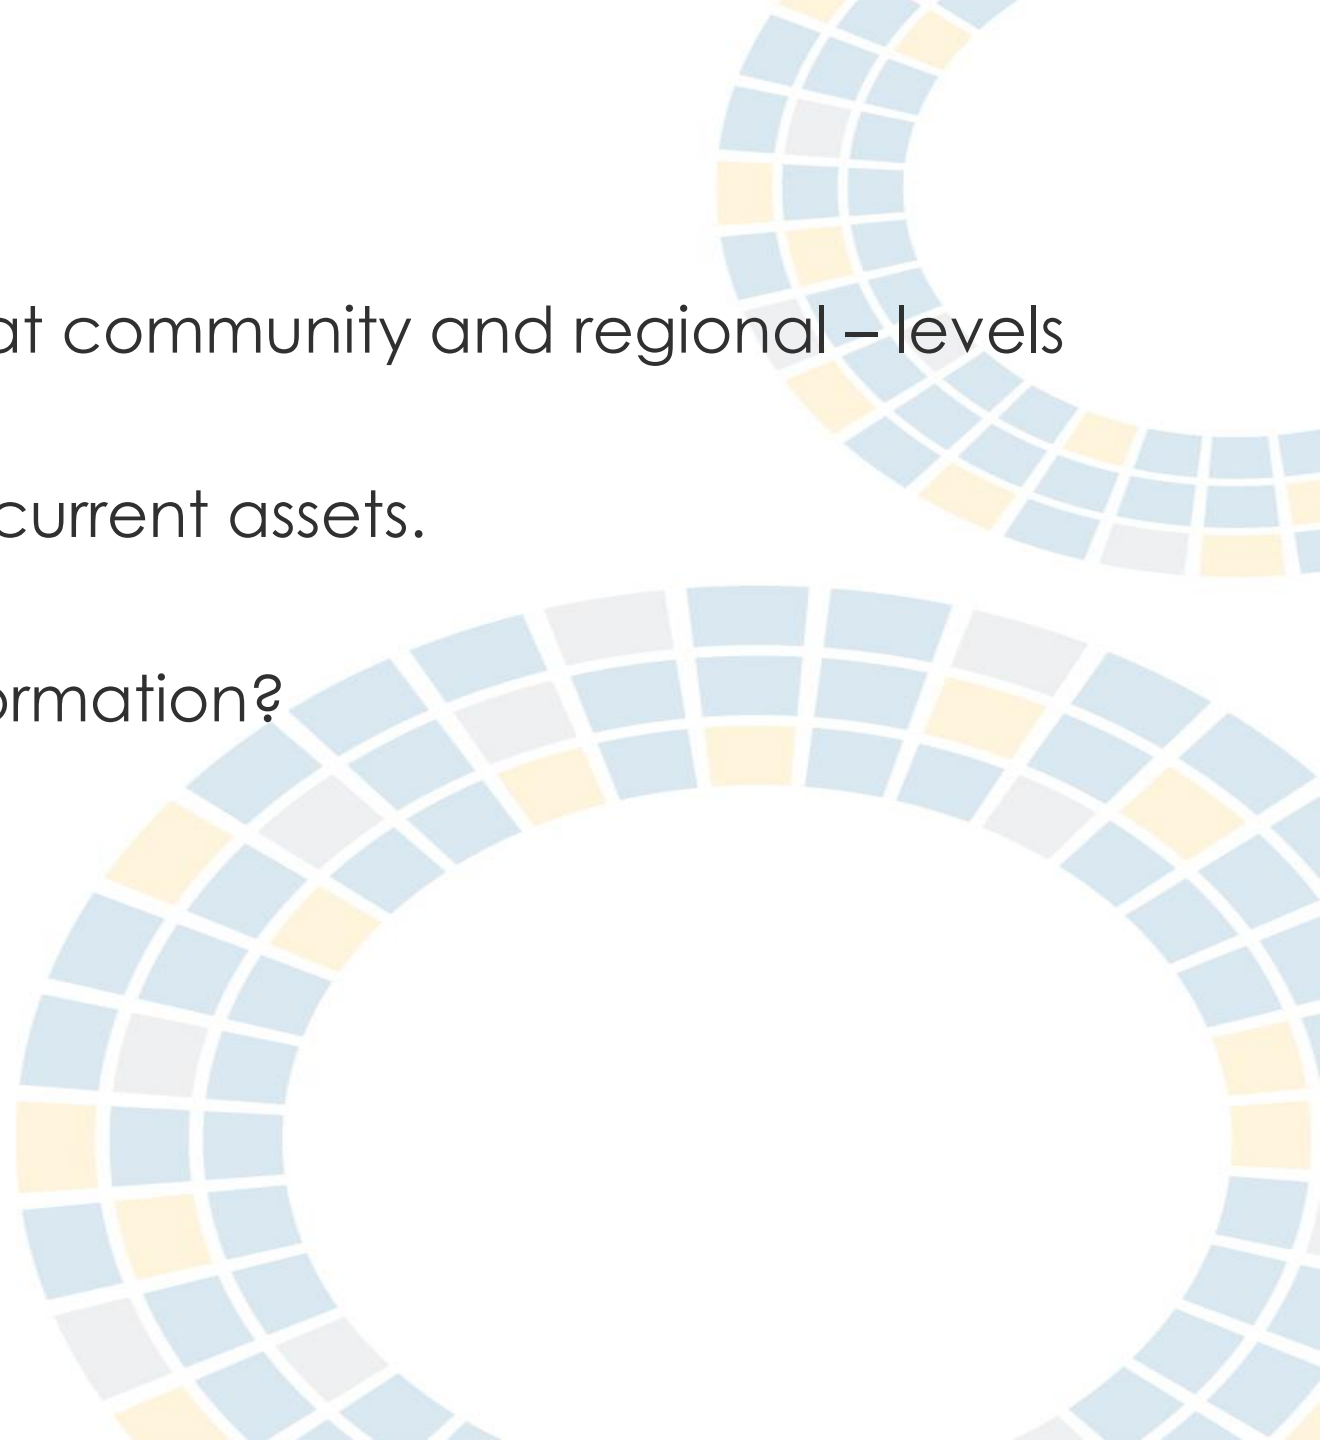 at community and regional – levels
current assets.
ormation?